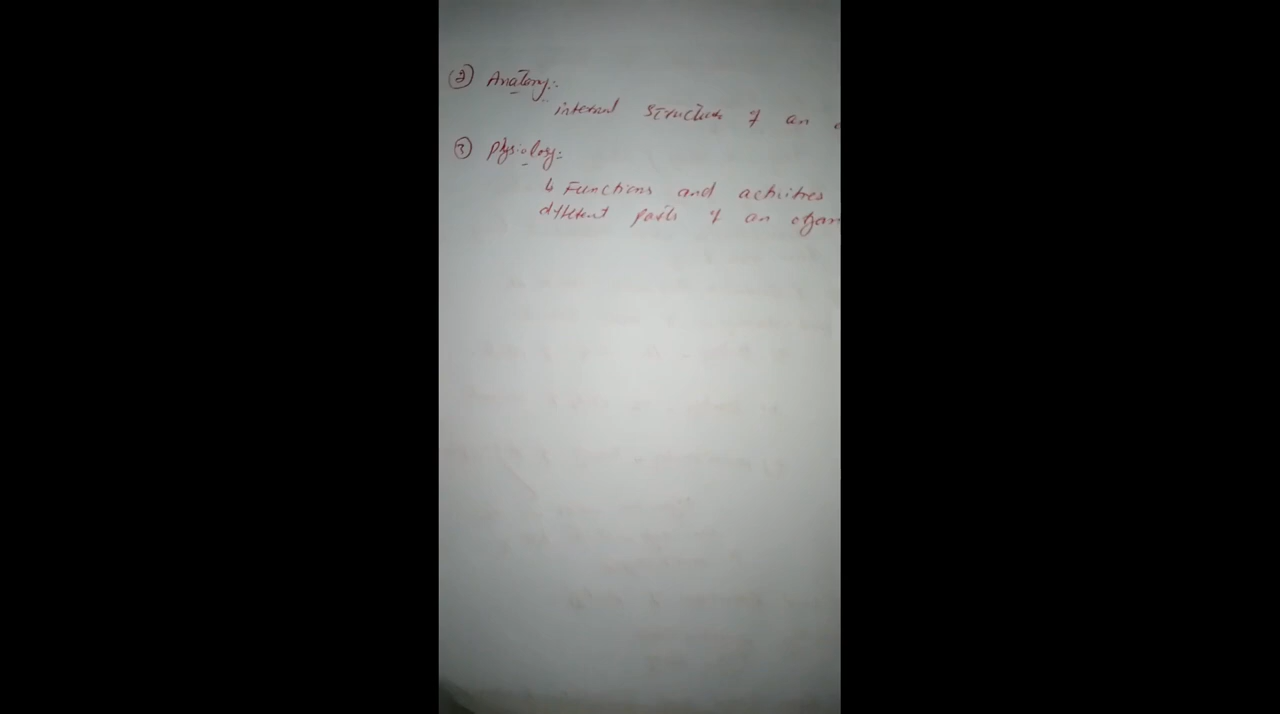 ② Anatomy:-
internal structure of an
③ Physiology:-
↳ Functions and activities
different parts of an organ